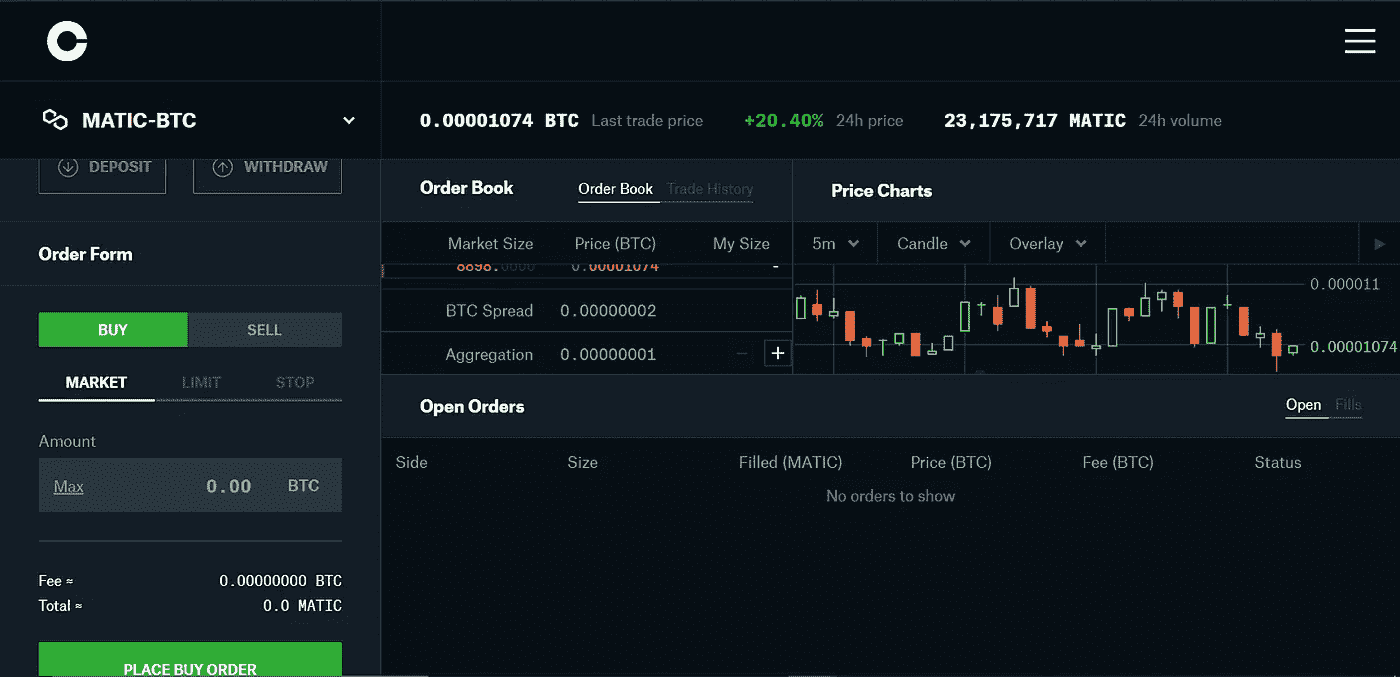 MATIC-BTC
0.00001074 BTC Last trade price +20.40% 24h price 23,175,717 MATIC 24h volume
DEPOSIT WITHDRAW
Order Form
BUY SELL
MARKET LIMIT STOP
Amount
Max 0.00 BTC
Fee ≈ 0.00000000 BTC
Total ≈ 0.0 MATIC
PLACE BUY ORDER
Order Book
Order Book Trade History
Market Size Price (BTC) My Size
8898.0000 0.00001074 -
BTC Spread 0.00000002
Aggregation 0.00000001 - +
Price Charts
5m Candle Overlay
0.000011
0.00001074
Open Orders
Open Fills
Side Size Filled (MATIC) Price (BTC) Fee (BTC) Status
No orders to show